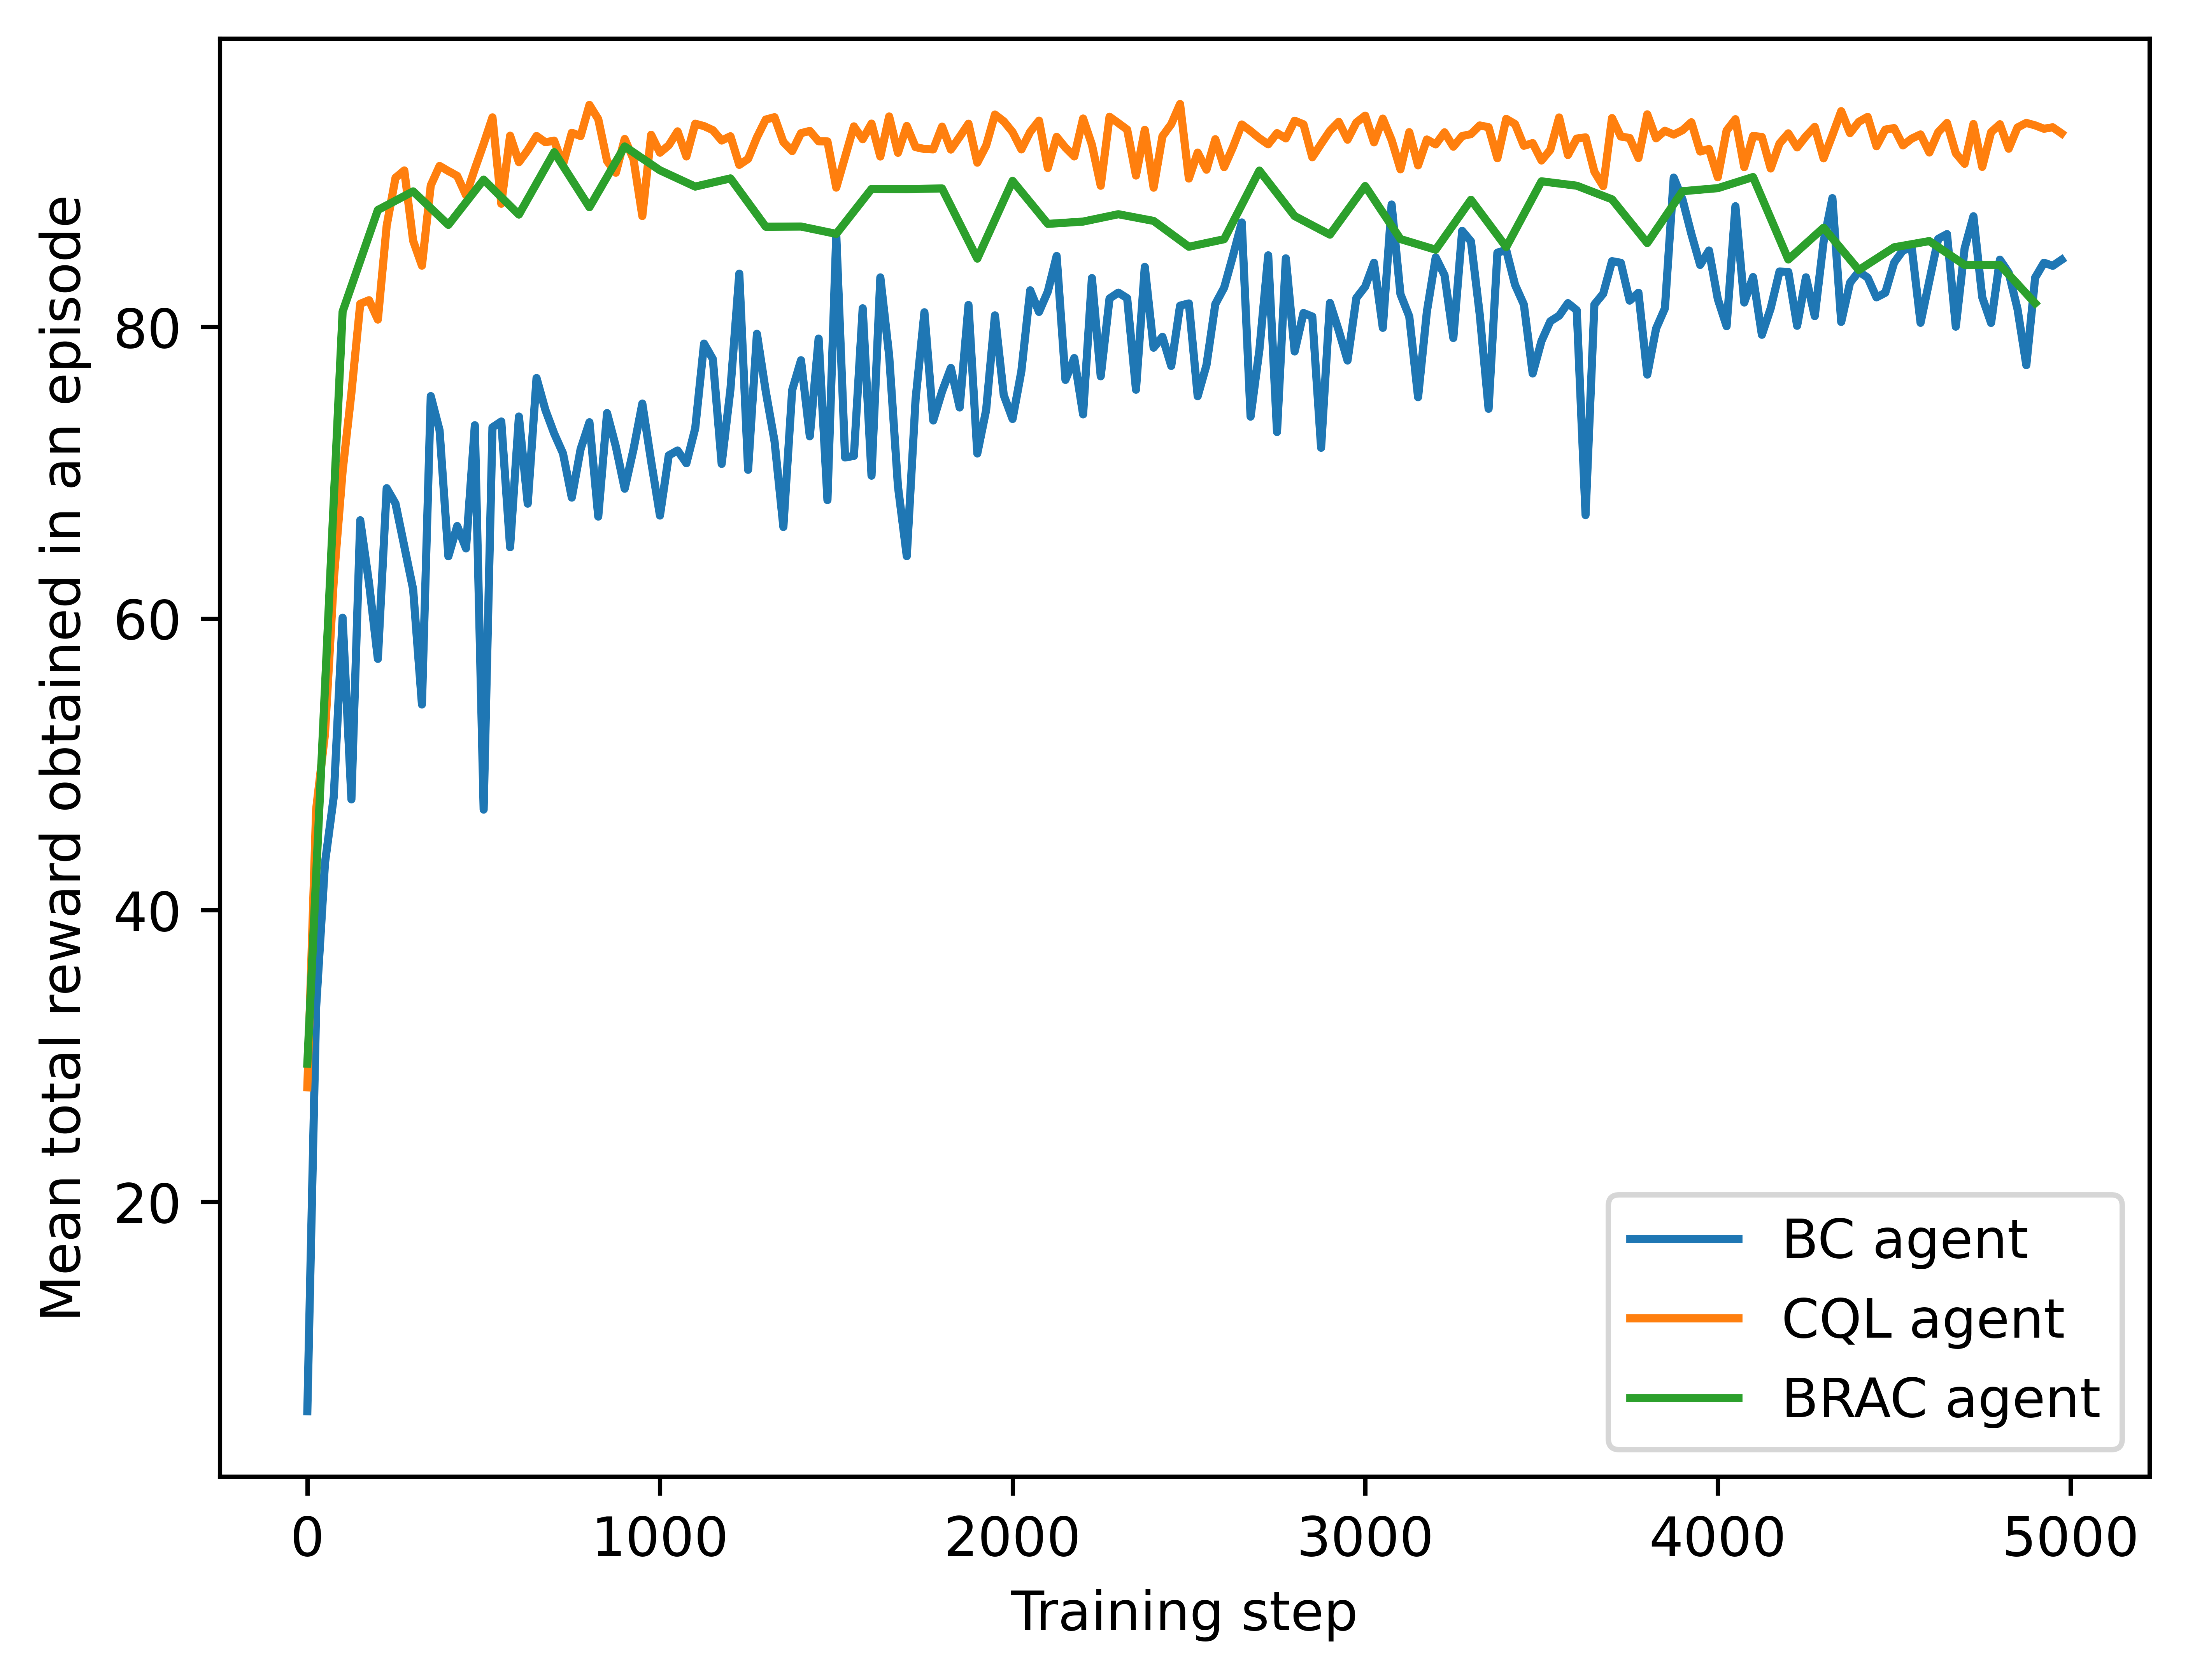 Mean total reward obtained in an episode
80
60
40
20
0
1000
2000
3000
4000
5000
Training step
BC agent
CQL agent
BRAC agent